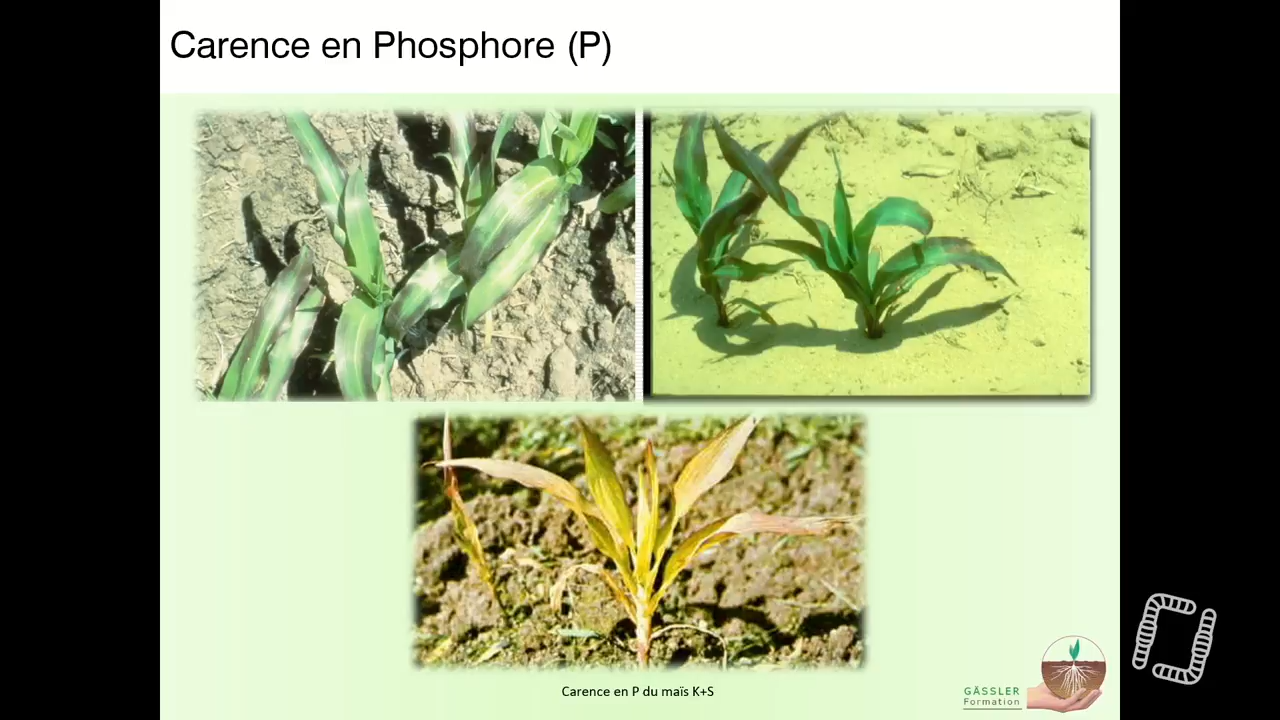 Carence en Phosphore (P)
Carence en P du maïs K+S
GÄSSLER
Formation